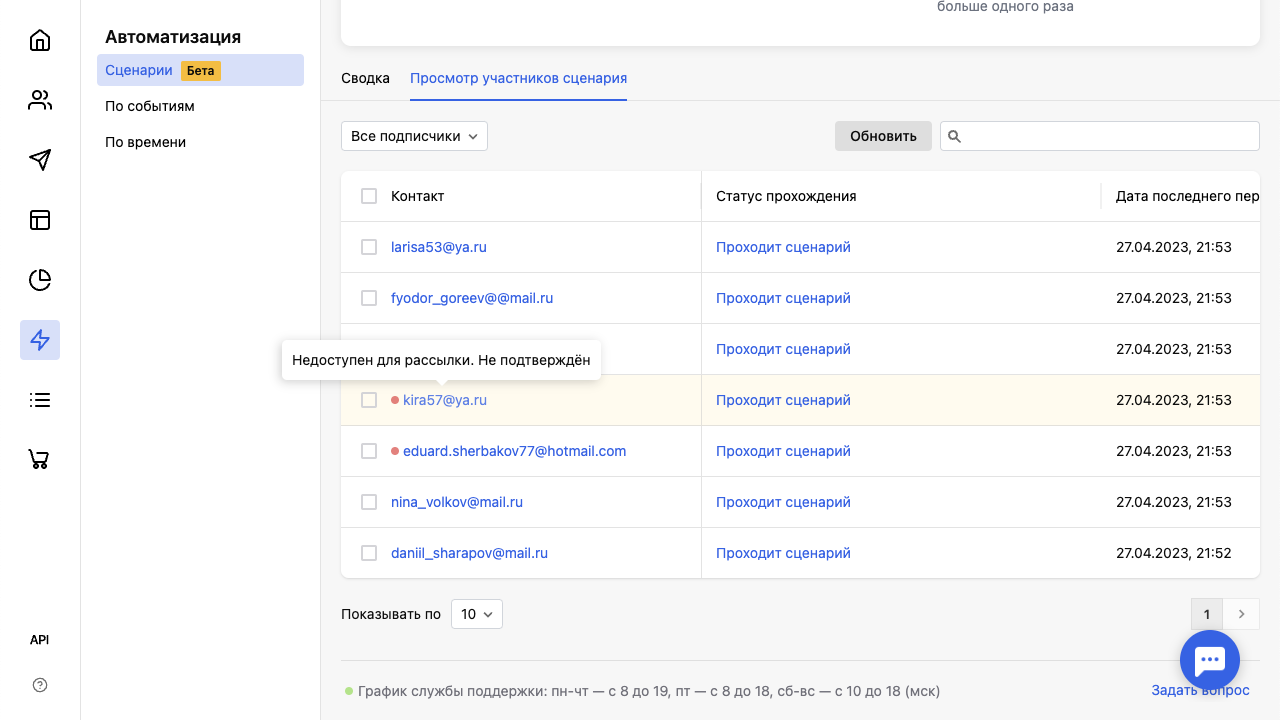 больше одного раза
Автоматизация
Сценарии Бета
По событиям
По времени
Сводка Просмотр участников сценария
Все подписчики Обновить
Контакт Статус прохождения Дата последнего пер
larisa53@ya.ru Проходит сценарий 27.04.2023, 21:53
fyodor_goreev@@mail.ru Проходит сценарий 27.04.2023, 21:53
Проходит сценарий 27.04.2023, 21:53
Недоступен для рассылки. Не подтверждён
kira57@ya.ru Проходит сценарий 27.04.2023, 21:53
eduard.sherbakov77@hotmail.com Проходит сценарий 27.04.2023, 21:53
nina_volkov@mail.ru Проходит сценарий 27.04.2023, 21:53
daniil_sharapov@mail.ru Проходит сценарий 27.04.2023, 21:52
Показывать по 10 1
API
График службы поддержки: пн-чт — с 8 до 19, пт — с 8 до 18, сб-вс — с 10 до 18 (мск) Задать вопрос